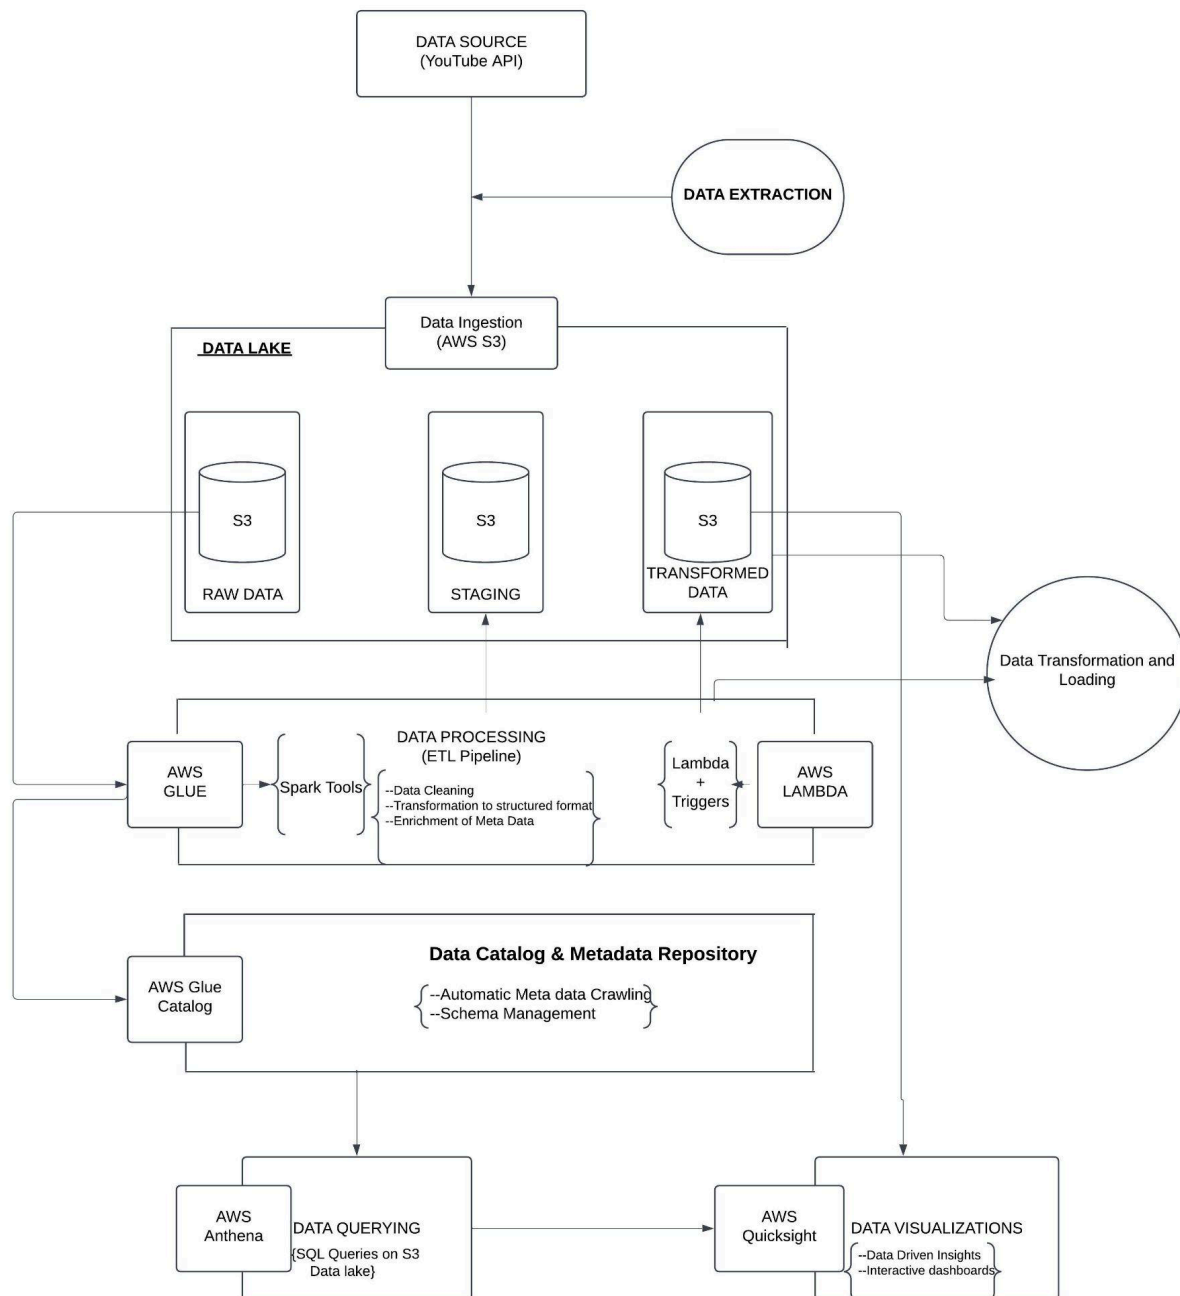 DATA SOURCE
(YouTube API)
DATA EXTRACTION
Data Ingestion
(AWS S3)
DATA LAKE
S3
RAW DATA
S3
STAGING
S3
TRANSFORMED
DATA
Data Transformation and
Loading
DATA PROCESSING
(ETL Pipeline)
AWS
GLUE
Spark Tools
--Data Cleaning
--Transformation to structured format
--Enrichment of Meta Data
Lambda
+
Triggers
AWS
LAMBDA
Data Catalog & Metadata Repository
AWS Glue
Catalog
--Automatic Meta data Crawling
--Schema Management
AWS
Anthena
DATA QUERYING
{SQL Queries on S3
Data lake}
AWS
Quicksight
DATA VISUALIZATIONS
--Data Driven Insights
--Interactive dashboards